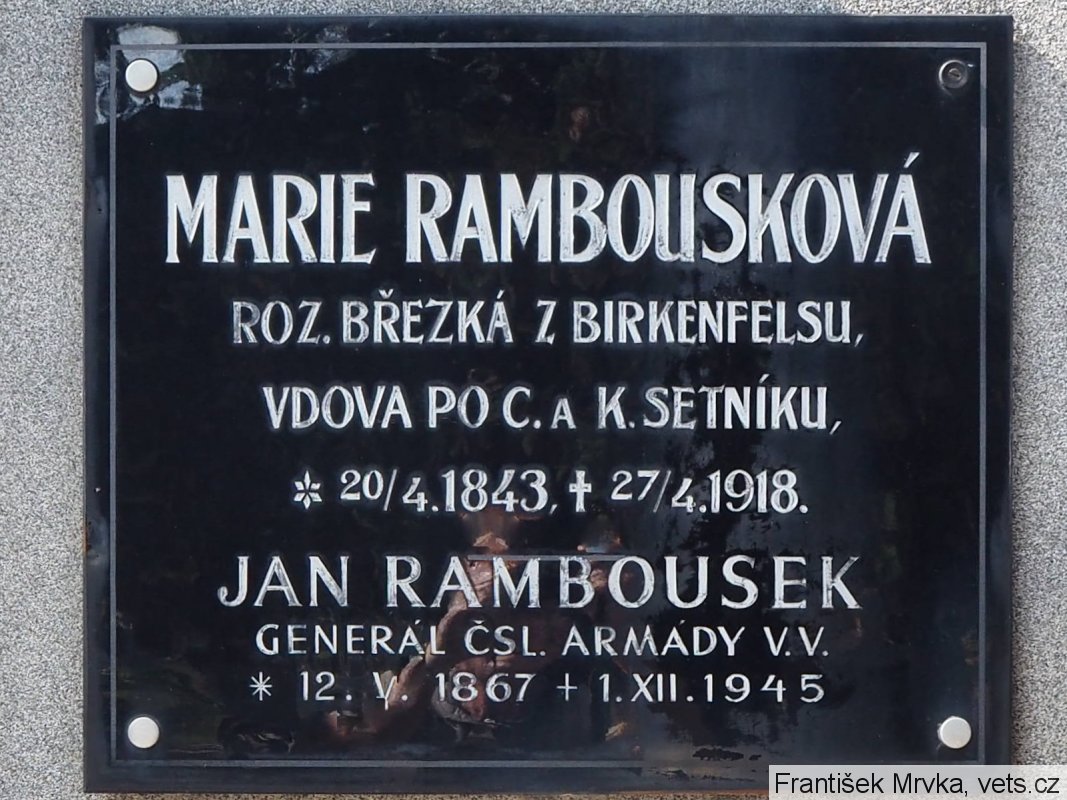 MARIE RAMBOUSKOVÁ
ROZ. BŘEZKÁ Z BIRKENFELSU,
VDOVA PO C. A K. SETNÍKU,
* 20/4. 1843, † 27/4. 1918.
JAN RAMBOUSEK
GENERÁL ČSL. ARMÁDY V. V.
* 12. V. 1867 + 1. XII. 1945
František Mrvka, vets.cz